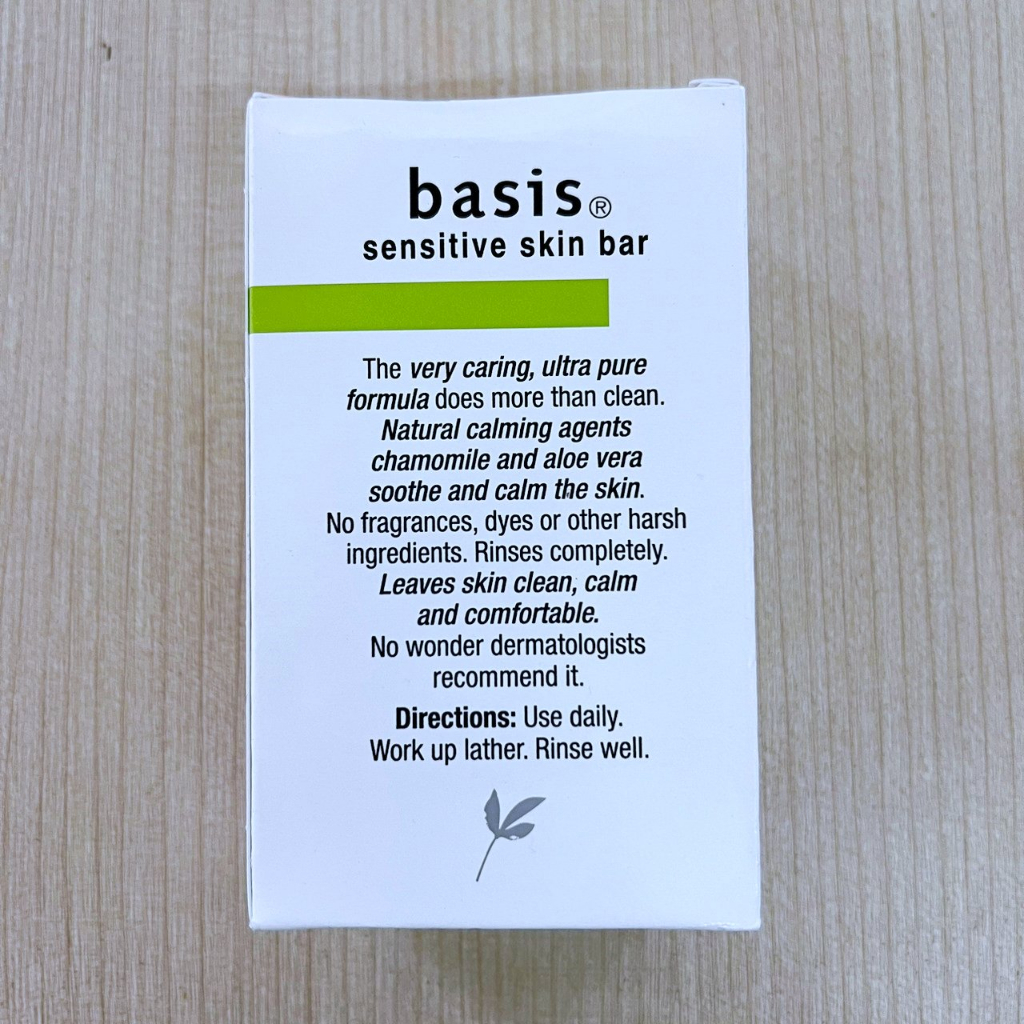 basis®
sensitive skin bar
The very caring, ultra pure
formula does more than clean.
Natural calming agents
chamomile and aloe vera
soothe and calm the skin.
No fragrances, dyes or other harsh
ingredients. Rinses completely.
Leaves skin clean, calm
and comfortable.
No wonder dermatologists
recommend it.
Directions: Use daily.
Work up lather. Rinse well.